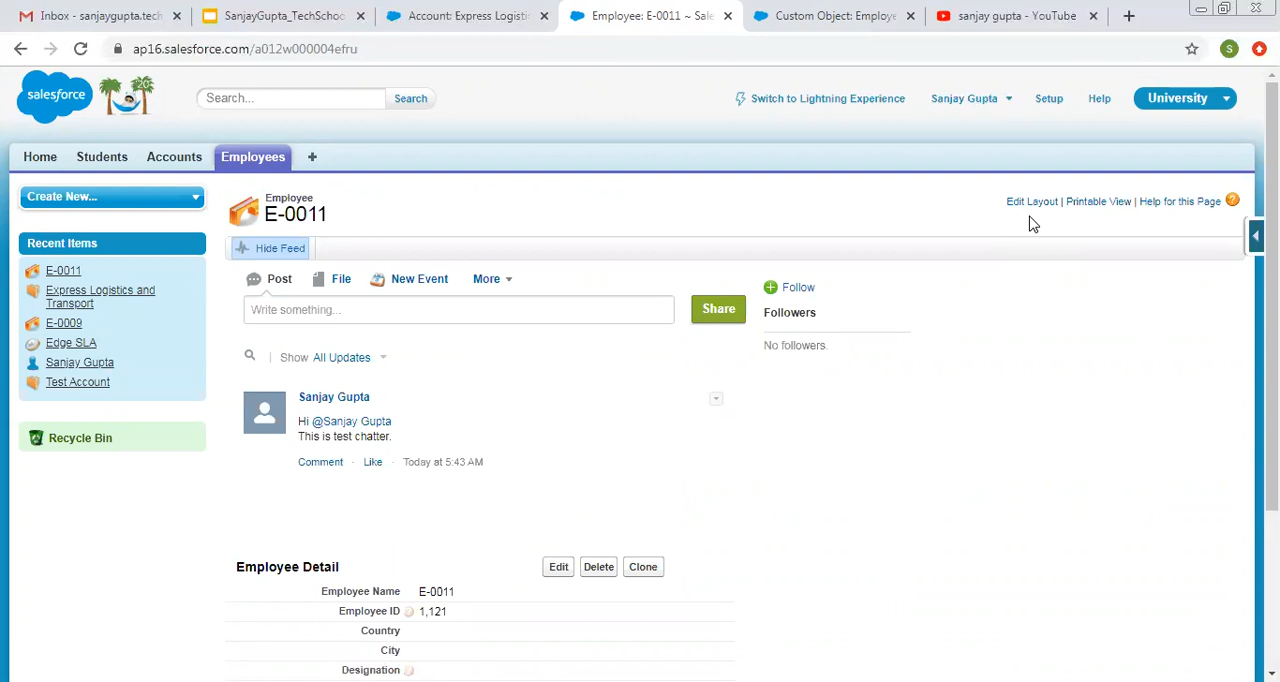 Inbox - sanjaygupta.tech
SanjayGupta_TechSchoo
Account: Express Logisti
Employee: E-0011 ~ Sale
Custom Object: Employe
sanjay gupta - YouTube
ap16.salesforce.com/a012w000004efru
S
salesforce
20
Search...
Search
Switch to Lightning Experience
Sanjay Gupta
Setup
Help
University
Home
Students
Accounts
Employees
Create New...
Employee
E-0011
Edit Layout | Printable View | Help for this Page
Recent Items
Hide Feed
E-0011
Express Logistics and
Transport
E-0009
Edge SLA
Sanjay Gupta
Test Account
Recycle Bin
Post
File
New Event
More
Write something...
Share
Follow
Followers
No followers.
Show All Updates
Sanjay Gupta
Hi @Sanjay Gupta
This is test chatter.
Comment · Like · Today at 5:43 AM
Employee Detail
Edit
Delete
Clone
Employee Name E-0011
Employee ID 1,121
Country
City
Designation